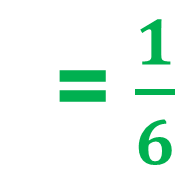 = 1/6